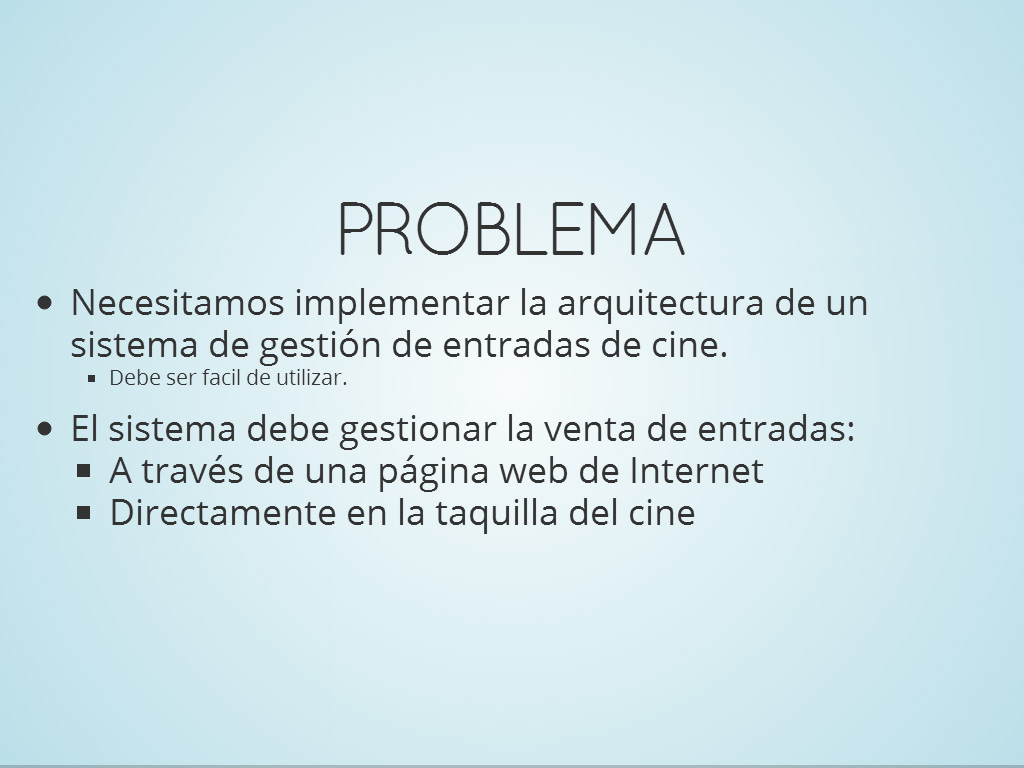 PROBLEMA
Necesitamos implementar la arquitectura de un
sistema de gestión de entradas de cine.
Debe ser facil de utilizar.
El sistema debe gestionar la venta de entradas:
A través de una página web de Internet
Directamente en la taquilla del cine